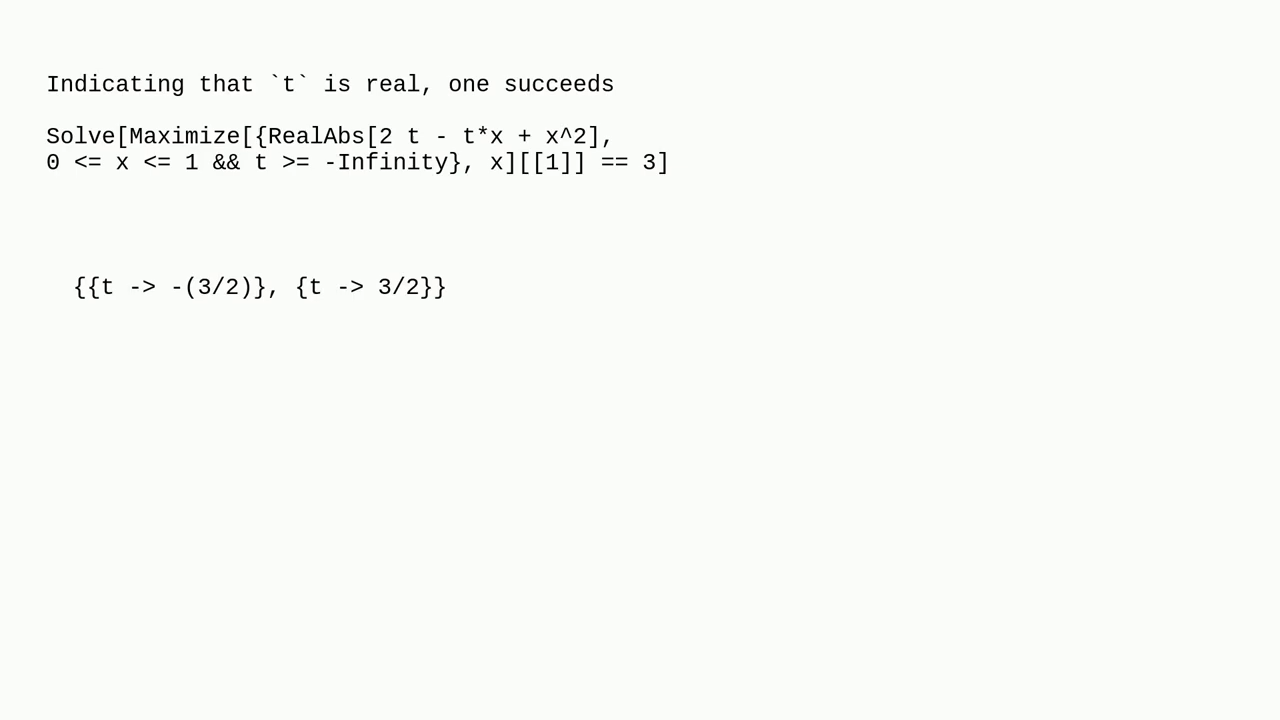 Indicating that `t` is real, one succeeds
Solve[Maximize[{RealAbs[2 t - t*x + x^2],
0 <= x <= 1 && t >= -Infinity}, x][[1]] == 3]
{{t -> -(3/2)}, {t -> 3/2}}